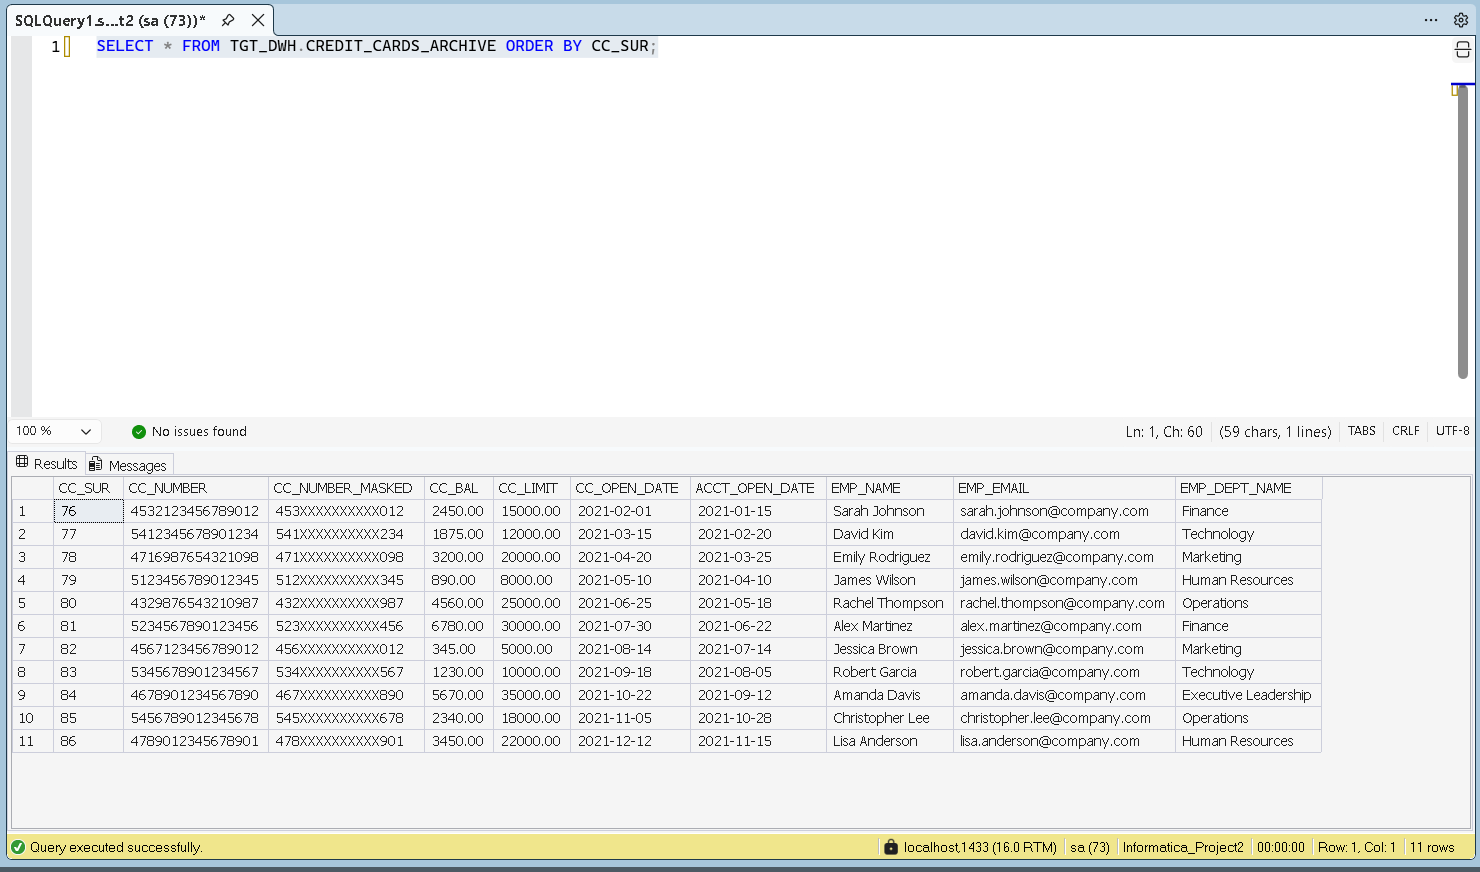 SQLQuery1.s...t2 (sa (73))*
1 SELECT * FROM TGT_DWH.CREDIT_CARDS_ARCHIVE ORDER BY CC_SUR;
100 % No issues found Ln: 1, Ch: 60 (59 chars, 1 lines) TABS CRLF UTF-8
Results Messages
CC_SUR CC_NUMBER CC_NUMBER_MASKED CC_BAL CC_LIMIT CC_OPEN_DATE ACCT_OPEN_DATE EMP_NAME EMP_EMAIL EMP_DEPT_NAME
1 76 4532123456789012 453XXXXXXXXXX012 2450.00 15000.00 2021-02-01 2021-01-15 Sarah Johnson sarah.johnson@company.com Finance
2 77 5412345678901234 541XXXXXXXXXX234 1875.00 12000.00 2021-03-15 2021-02-20 David Kim david.kim@company.com Technology
3 78 4716987654321098 471XXXXXXXXXX098 3200.00 20000.00 2021-04-20 2021-03-25 Emily Rodriguez emily.rodriguez@company.com Marketing
4 79 5123456789012345 512XXXXXXXXXX345 890.00 8000.00 2021-05-10 2021-04-10 James Wilson james.wilson@company.com Human Resources
5 80 4329876543210987 432XXXXXXXXXX987 4560.00 25000.00 2021-06-25 2021-05-18 Rachel Thompson rachel.thompson@company.com Operations
6 81 5234567890123456 523XXXXXXXXXX456 6780.00 30000.00 2021-07-30 2021-06-22 Alex Martinez alex.martinez@company.com Finance
7 82 4567123456789012 456XXXXXXXXXX012 345.00 5000.00 2021-08-14 2021-07-14 Jessica Brown jessica.brown@company.com Marketing
8 83 5345678901234567 534XXXXXXXXXX567 1230.00 10000.00 2021-09-18 2021-08-05 Robert Garcia robert.garcia@company.com Technology
9 84 4678901234567890 467XXXXXXXXXX890 5670.00 35000.00 2021-10-22 2021-09-12 Amanda Davis amanda.davis@company.com Executive Leadership
10 85 5456789012345678 545XXXXXXXXXX678 2340.00 18000.00 2021-11-05 2021-10-28 Christopher Lee christopher.lee@company.com Operations
11 86 4789012345678901 478XXXXXXXXXX901 3450.00 22000.00 2021-12-12 2021-11-15 Lisa Anderson lisa.anderson@company.com Human Resources
Query executed successfully. localhost,1433 (16.0 RTM) sa (73) Informatica_Project2 00:00:00 Row: 1, Col: 1 11 rows